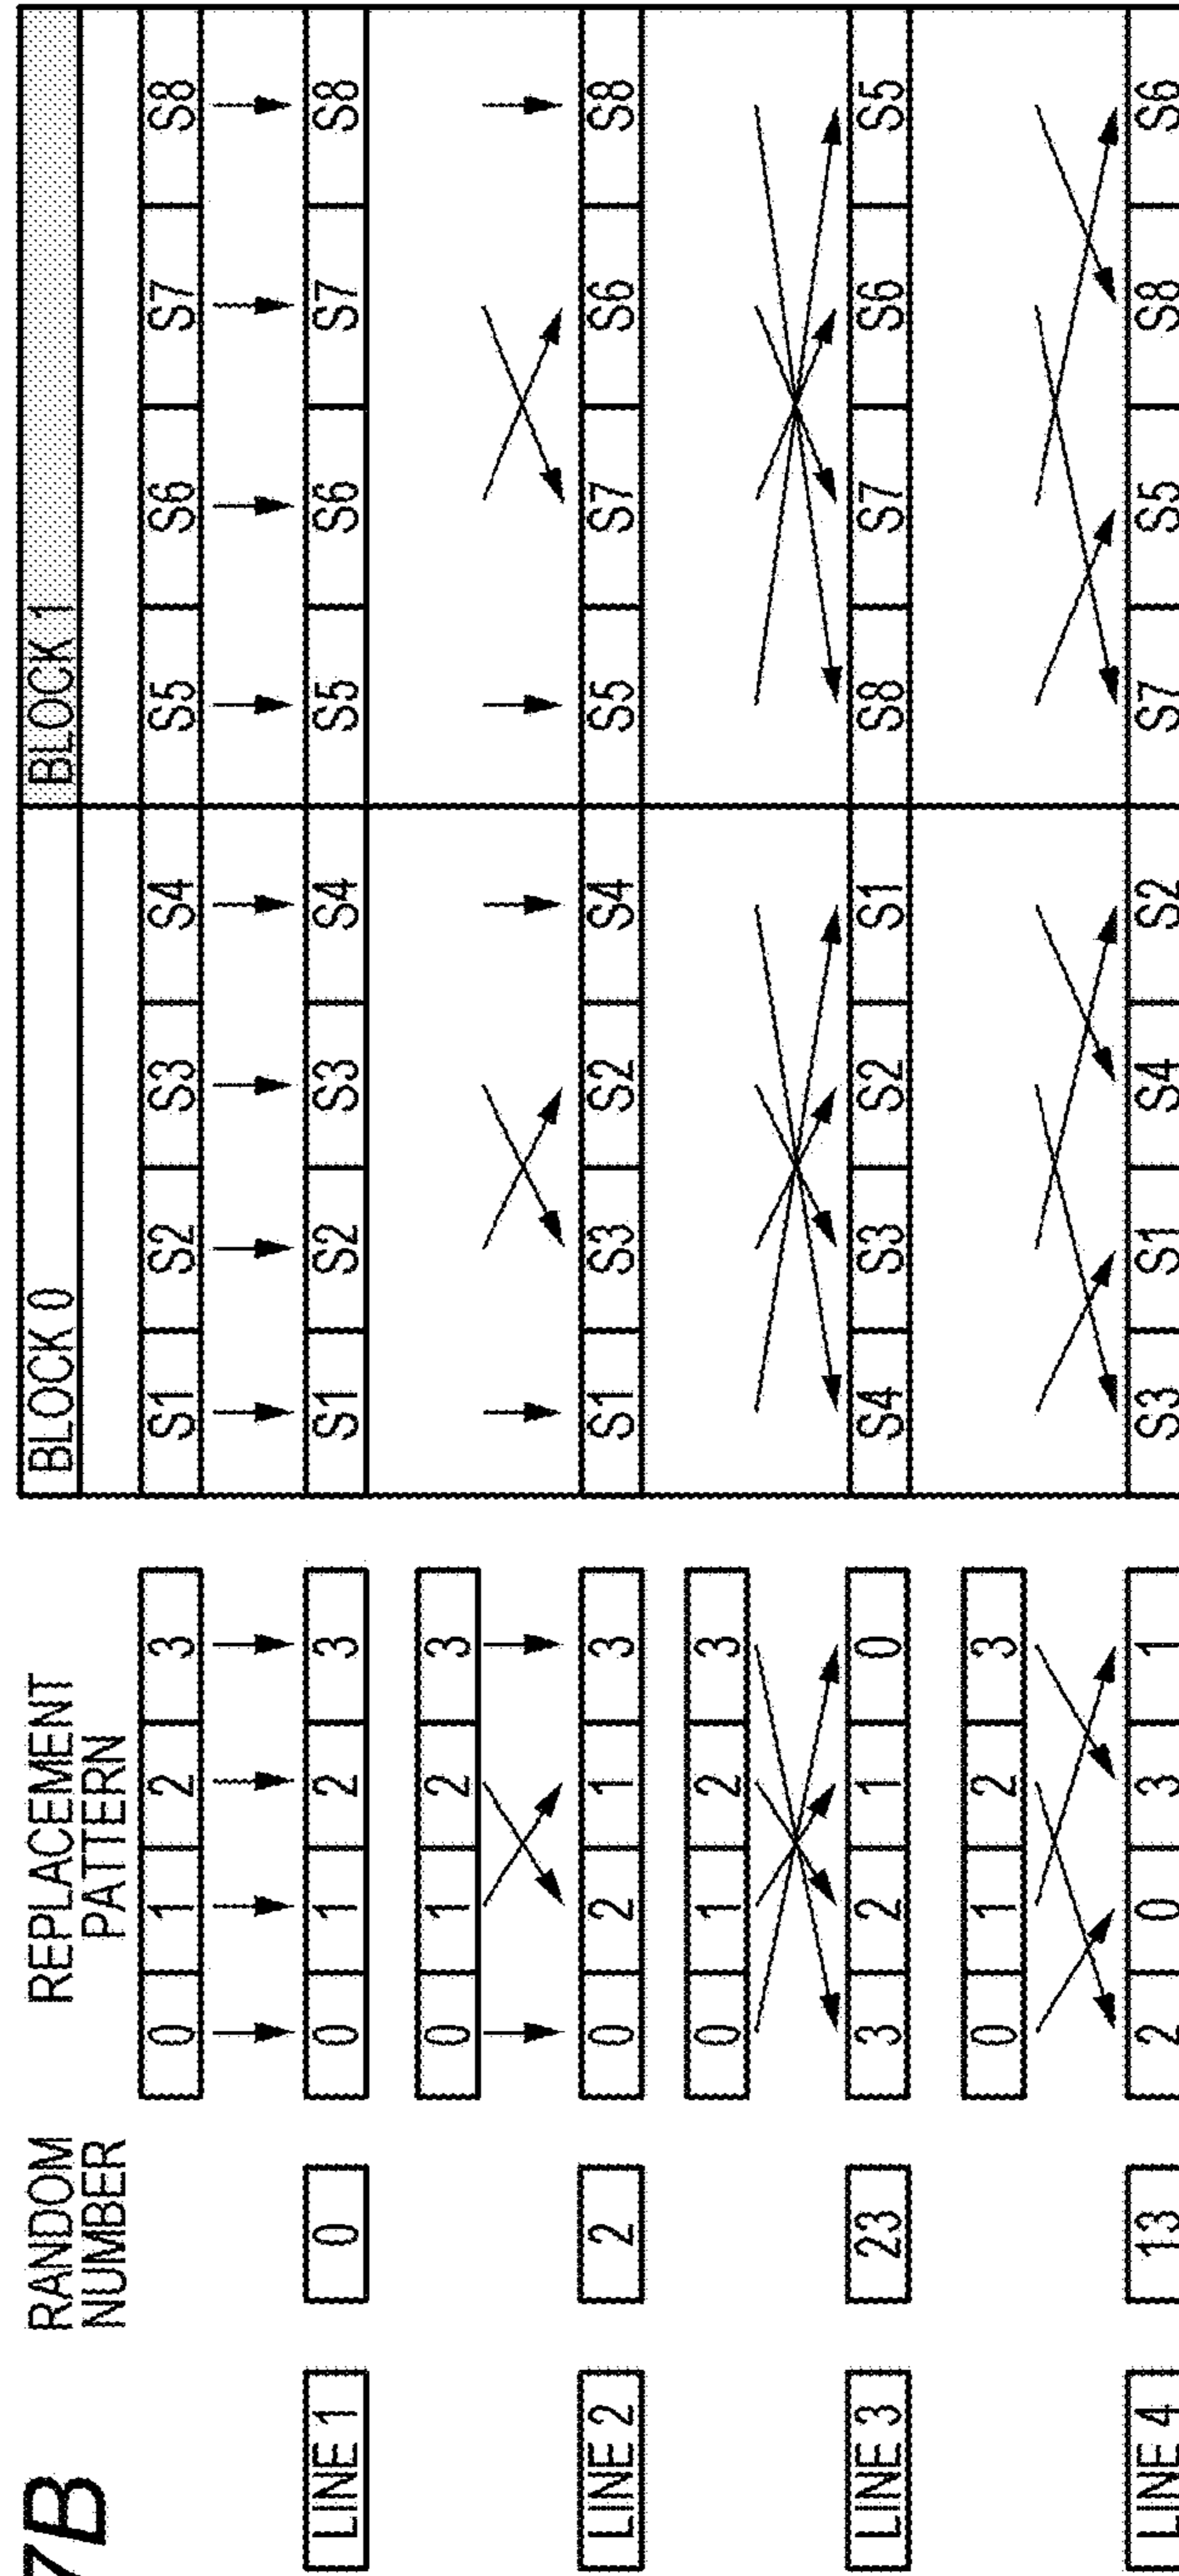 7B
RANDOM NUMBER
REPLACEMENT PATTERN
BLOCK 0 BLOCK 1
0 1 2 3 S1 S2 S3 S4 S5 S6 S7 S8
LINE 1 0 0 1 2 3 S1 S2 S3 S4 S5 S6 S7 S8
0 1 2 3
LINE 2 2 0 2 1 3 S1 S3 S2 S4 S5 S7 S6 S8
0 1 2 3
LINE 3 23 3 2 1 0 S4 S3 S2 S1 S8 S7 S6 S5
0 1 2 3
LINE 4 13 2 0 3 1 S3 S1 S4 S2 S7 S5 S8 S6